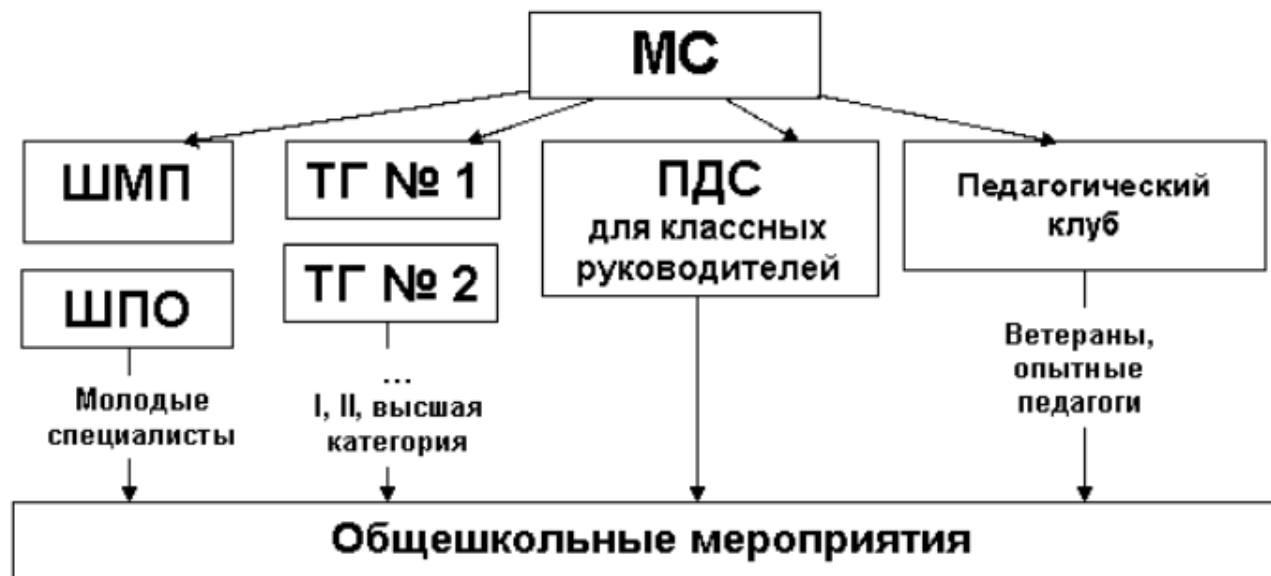 МС
ШМП
ШПО
Молодые
специалисты
ТГ № 1
ТГ № 2
...
I, II, высшая
категория
ПДС
для классных
руководителей
Педагогический
клуб
Ветераны,
опытные
педагоги
Общешкольные мероприятия